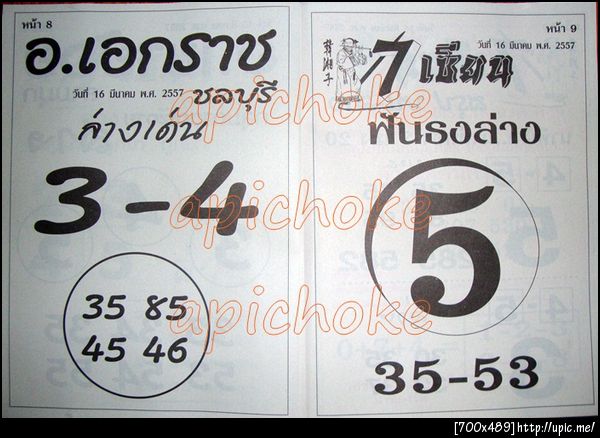 หน้า 8
อ.เอกราช
วันที่ 16 มีนาคม พ.ศ. 2557
ชลบุรี
ล่างเด่น
3-4
35 85
45 46
หน้า 9
วันที่ 16 มีนาคม พ.ศ. 2557
韓湘子
7 เซียน
ฟันธงล่าง
5
35-53
apichoke
apichoke
apichoke
apichoke
[700x489]http://upic.me/